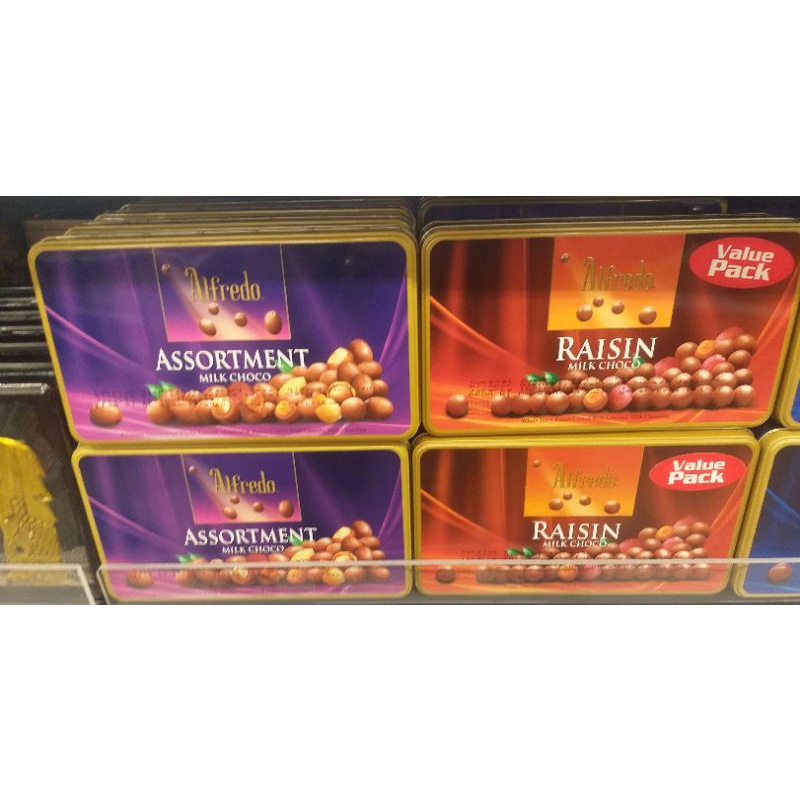 Alfredo
ASSORTMENT
MILK CHOCO
Alfredo
RAISIN
MILK CHOCO
Value
Pack
Alfredo
ASSORTMENT
MILK CHOCO
Alfredo
RAISIN
MILK CHOCO
Value
Pack